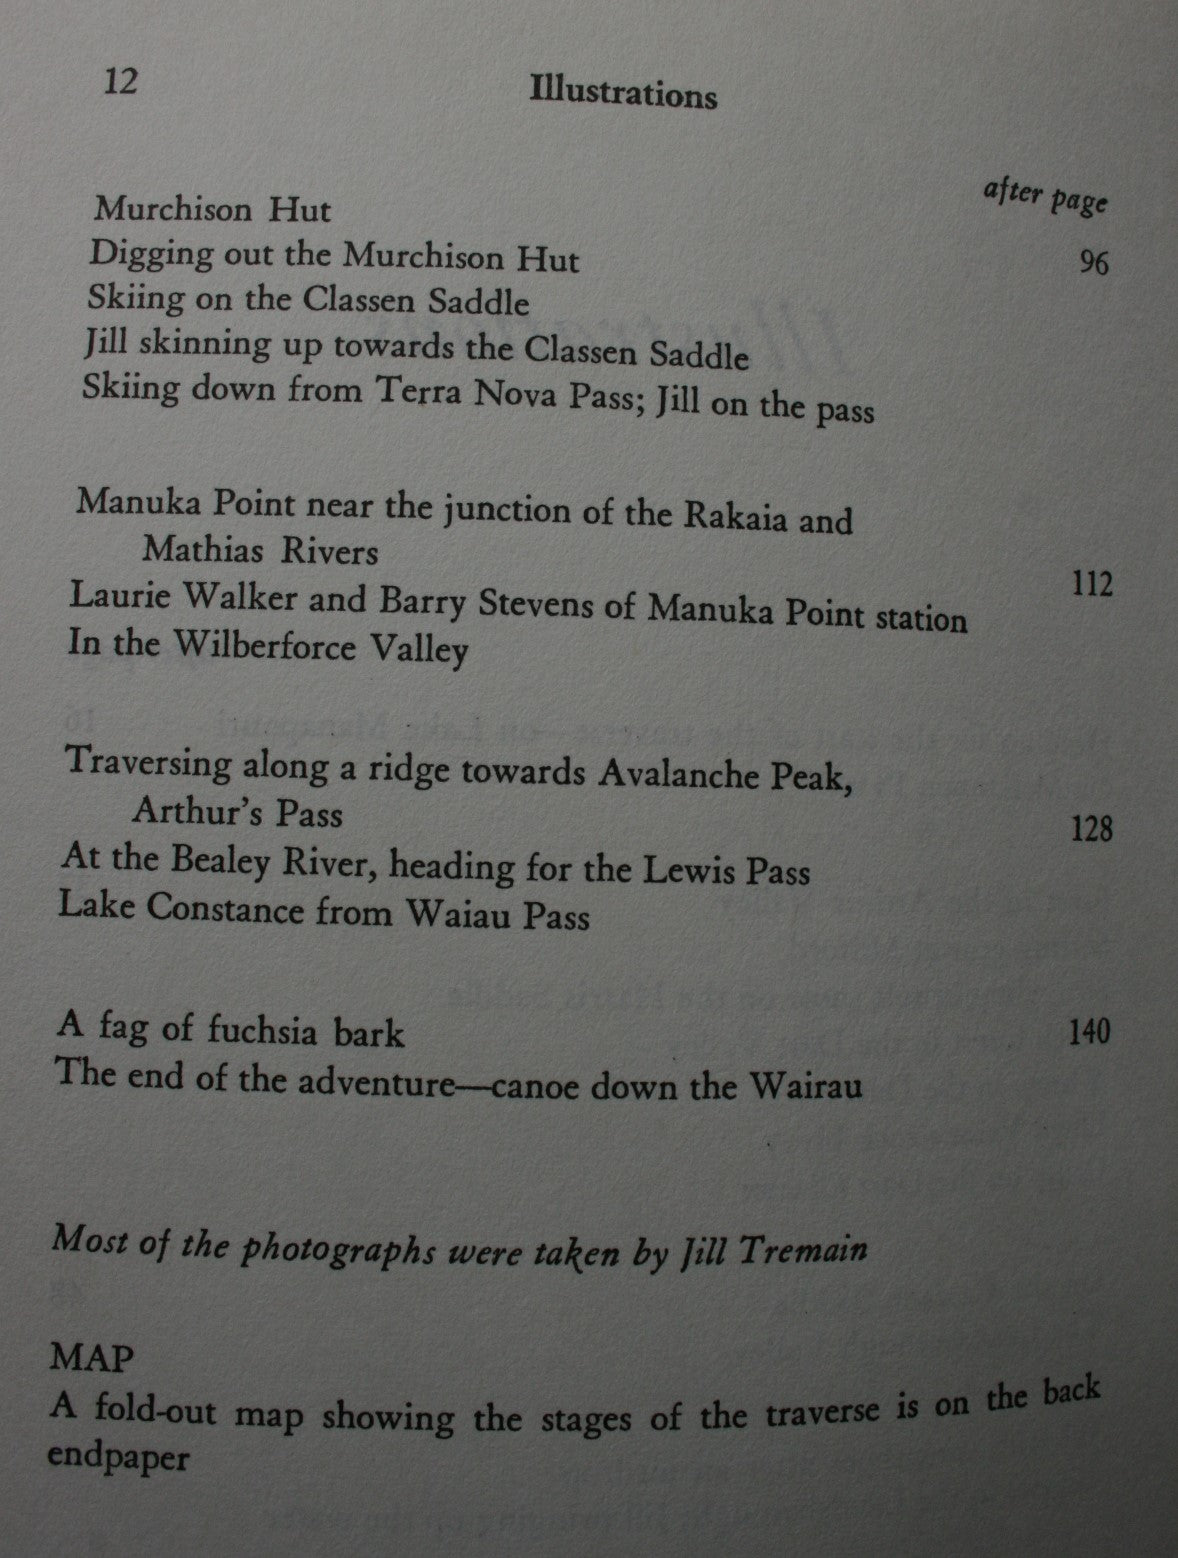 12 Illustrations
after page
Murchison Hut
Digging out the Murchison Hut 96
Skiing on the Classen Saddle
Jill skinning up towards the Classen Saddle
Skiing down from Terra Nova Pass; Jill on the pass
Manuka Point near the junction of the Rakaia and
Mathias Rivers
112
Laurie Walker and Barry Stevens of Manuka Point station
In the Wilberforce Valley
Traversing along a ridge towards Avalanche Peak,
Arthur's Pass 128
At the Bealey River, heading for the Lewis Pass
Lake Constance from Waiau Pass
A fag of fuchsia bark 140
The end of the adventure—canoe down the Wairau
Most of the photographs were taken by Jill Tremain
MAP
A fold-out map showing the stages of the traverse is on the back
endpaper